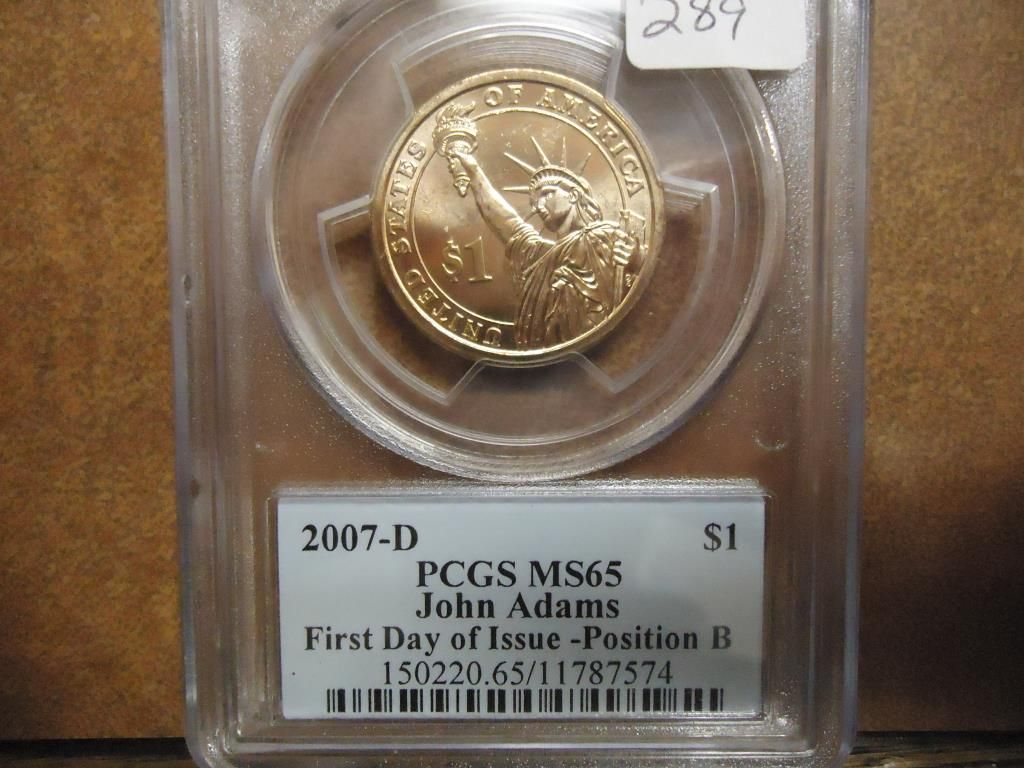 289
UNITED STATES OF AMERICA
$1
2007-D $1
PCGS MS65
John Adams
First Day of Issue -Position B
150220.65/11787574